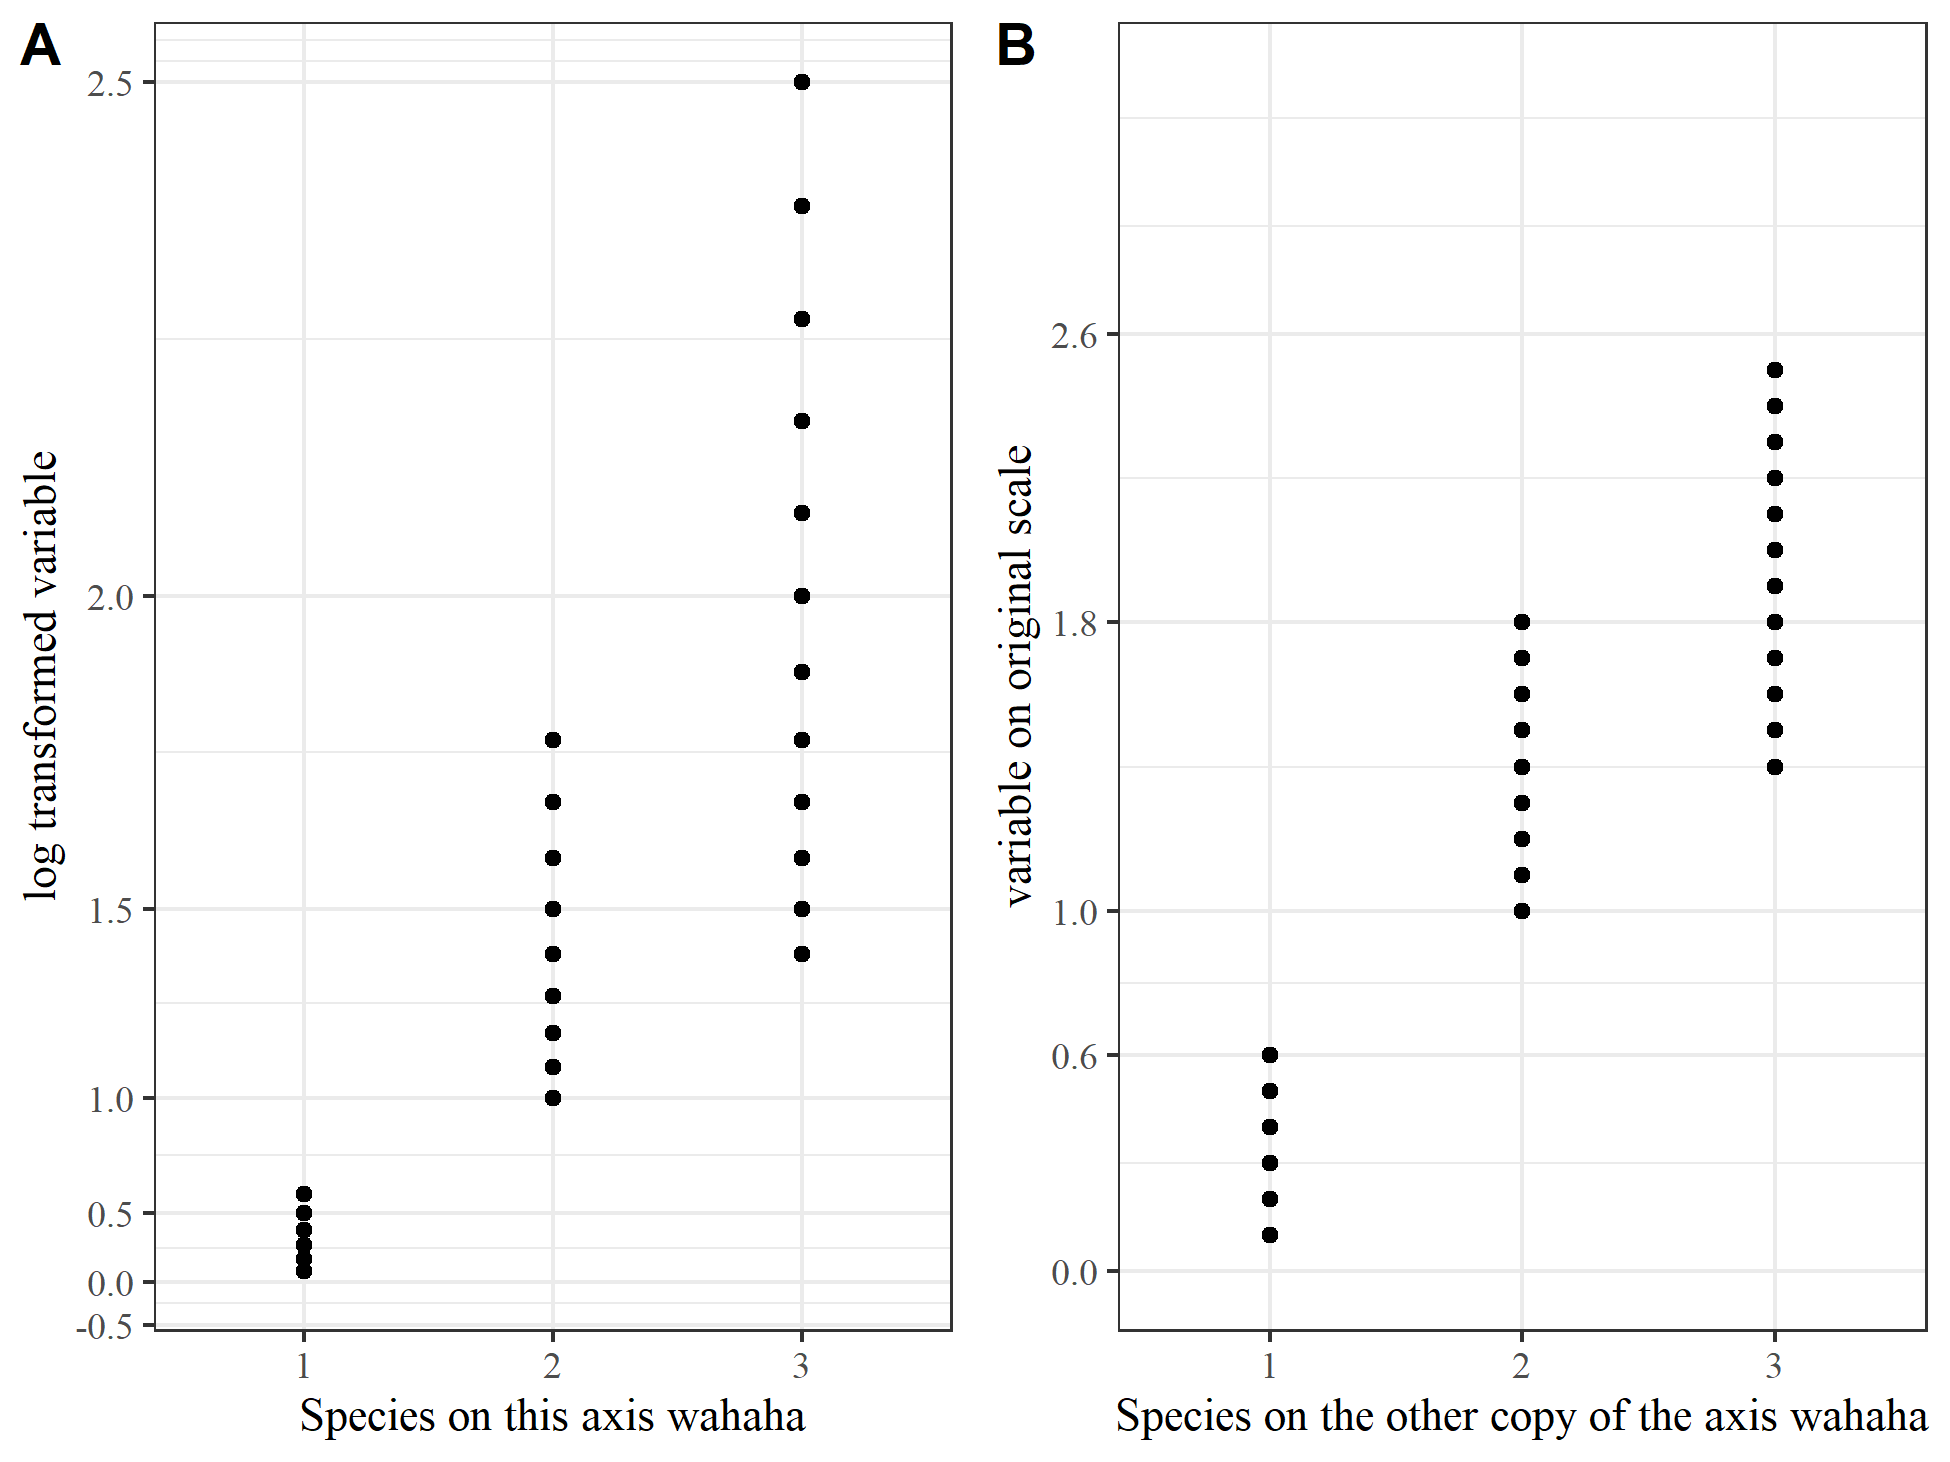 A
log transformed variable
2.5
2.0
1.5
1.0
0.5
0.0
-0.5
1 2 3
Species on this axis wahaha
B
variable on original scale
2.6
1.8
1.0
0.6
0.0
1 2 3
Species on the other copy of the axis wahaha